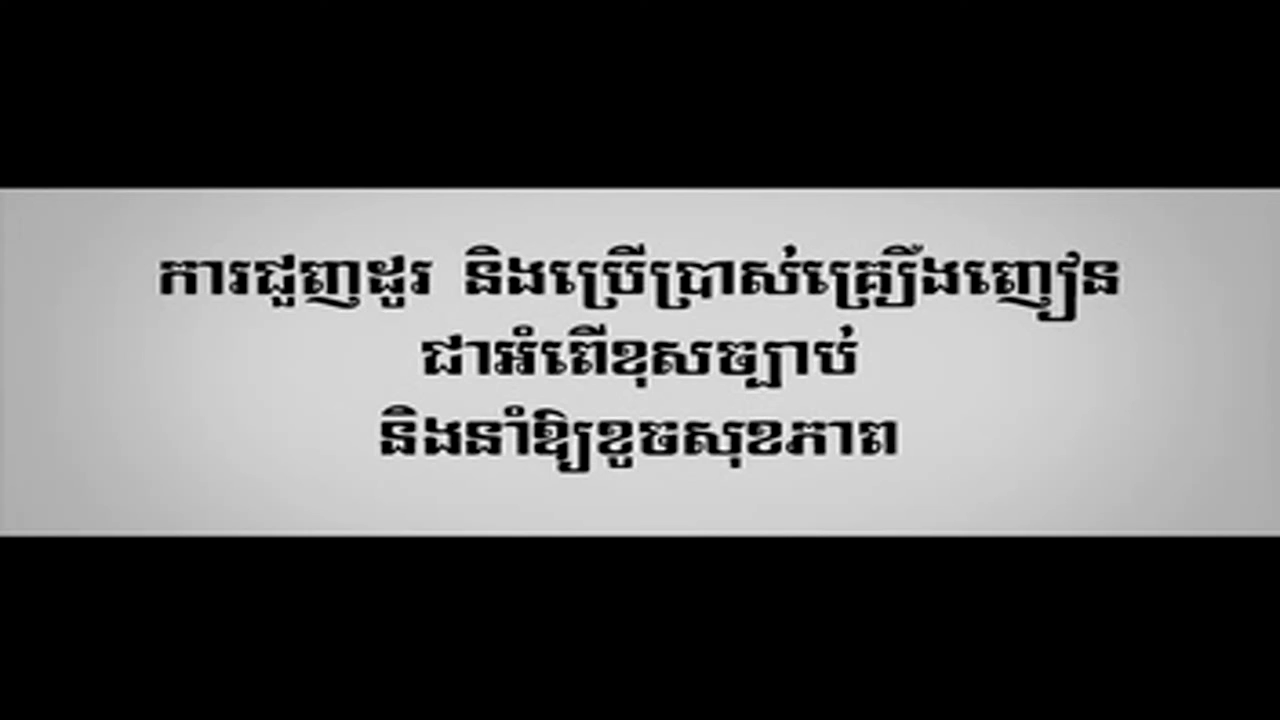 ការជួញដូរ និងប្រើប្រាស់គ្រឿងញៀន
ជាអំពើខុសច្បាប់
និងនាំឱ្យខូចសុខភាព